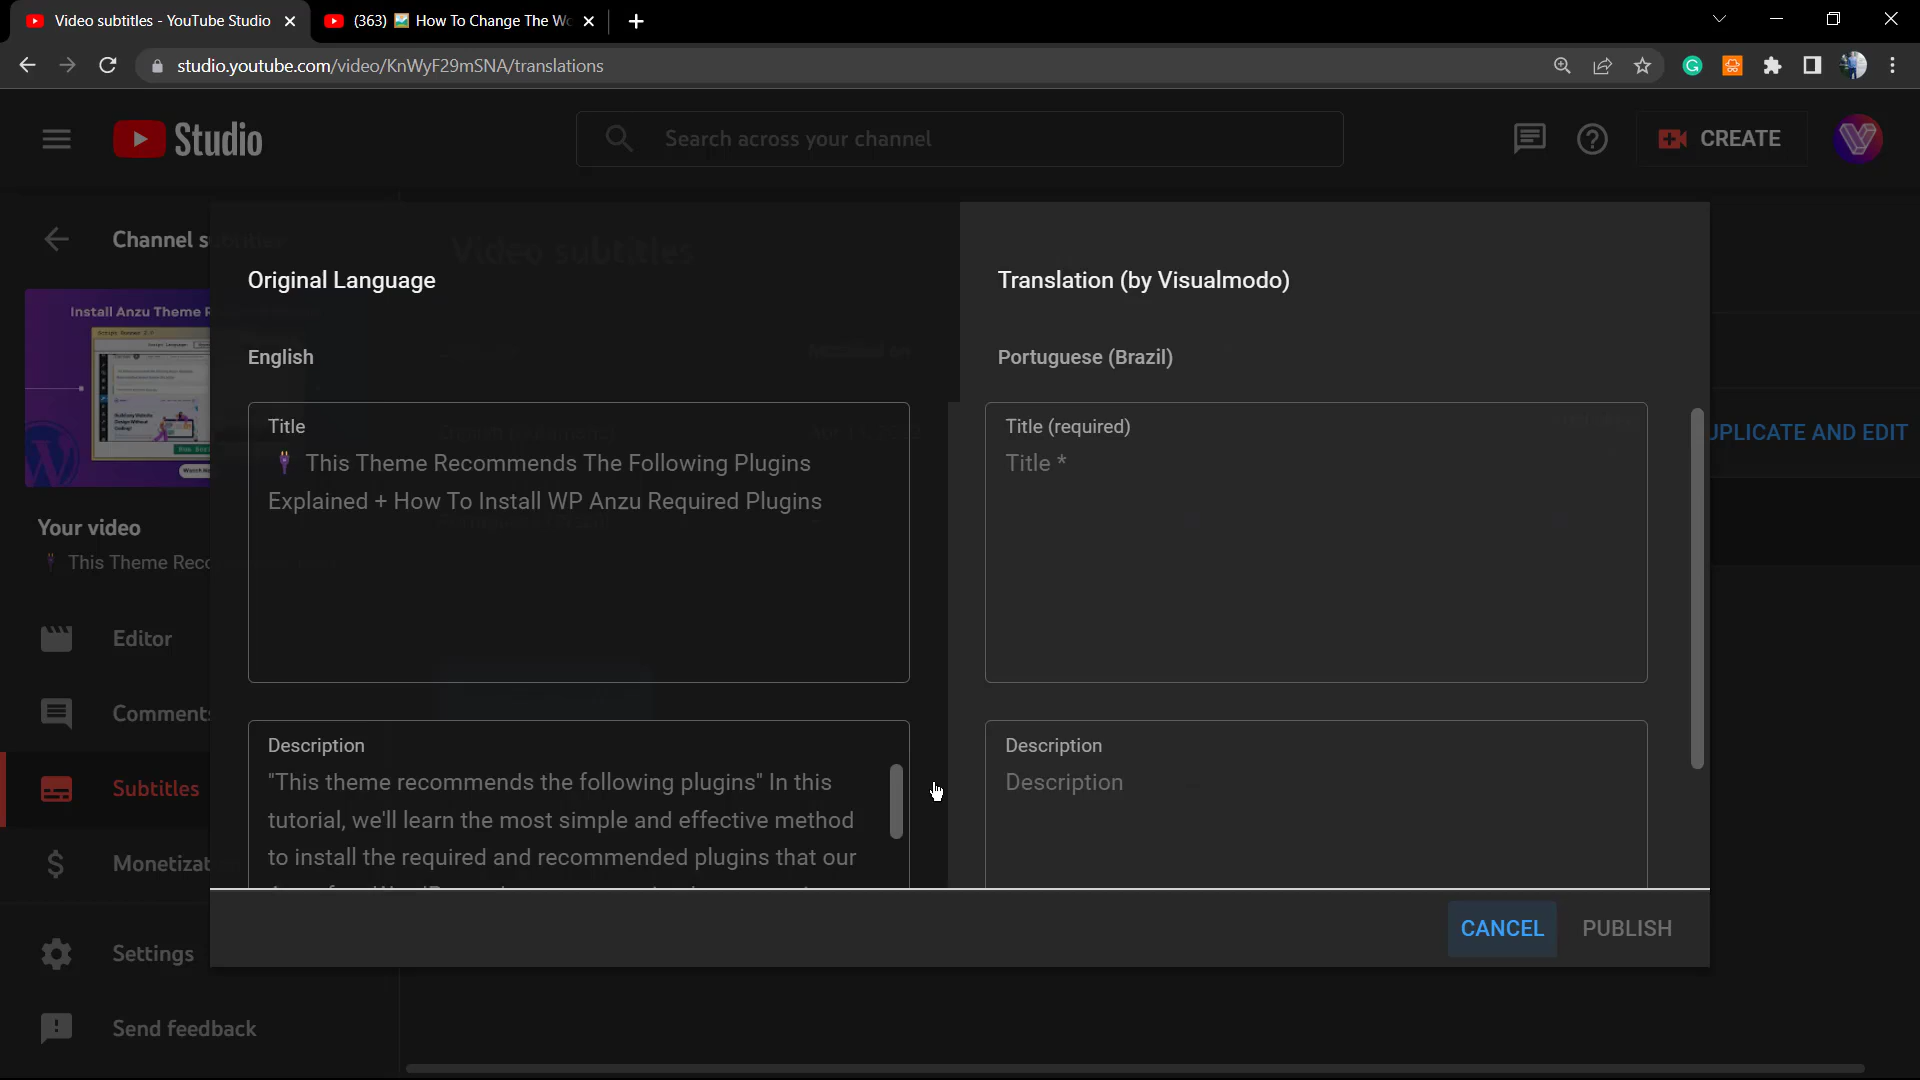 Video subtitles - YouTube Studio
(363) How To Change The Wo
studio.youtube.com/video/KnWyF29mSNA/translations
Studio
Search across your channel
CREATE
Channel subtitles
Video subtitles
Original Language
Translation (by Visualmodo)
Install Anzu Theme R
English
Portuguese (Brazil)
Title
This Theme Recommends The Following Plugins
Explained + How To Install WP Anzu Required Plugins
Title (required)
Title *
UPLICATE AND EDIT
Your video
This Theme Reco
Editor
Comments
Subtitles
Monetizat
Settings
Send feedback
Description
"This theme recommends the following plugins" In this
tutorial, we'll learn the most simple and effective method
to install the required and recommended plugins that our
Description
Description
CANCEL
PUBLISH